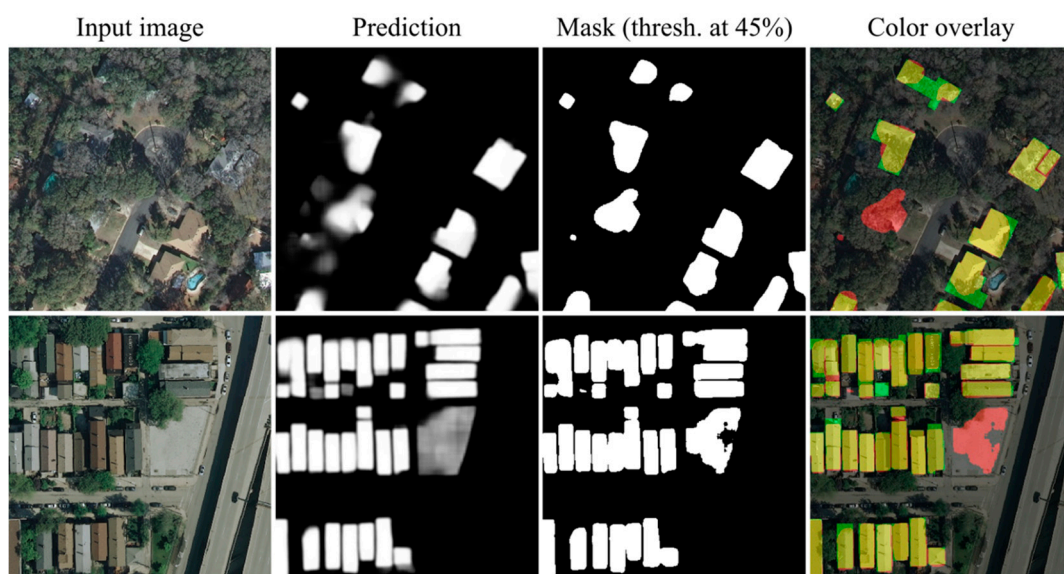 Input image
Prediction
Mask (thresh. at 45%)
Color overlay